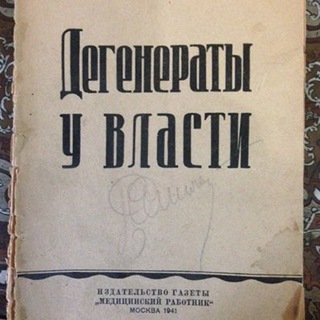 Дегенераты
у власти
ИЗДАТЕЛЬСТВО ГАЗЕТЫ
„МЕДИЦИНСКИЙ РАБОТНИК"
МОСКВА 1941